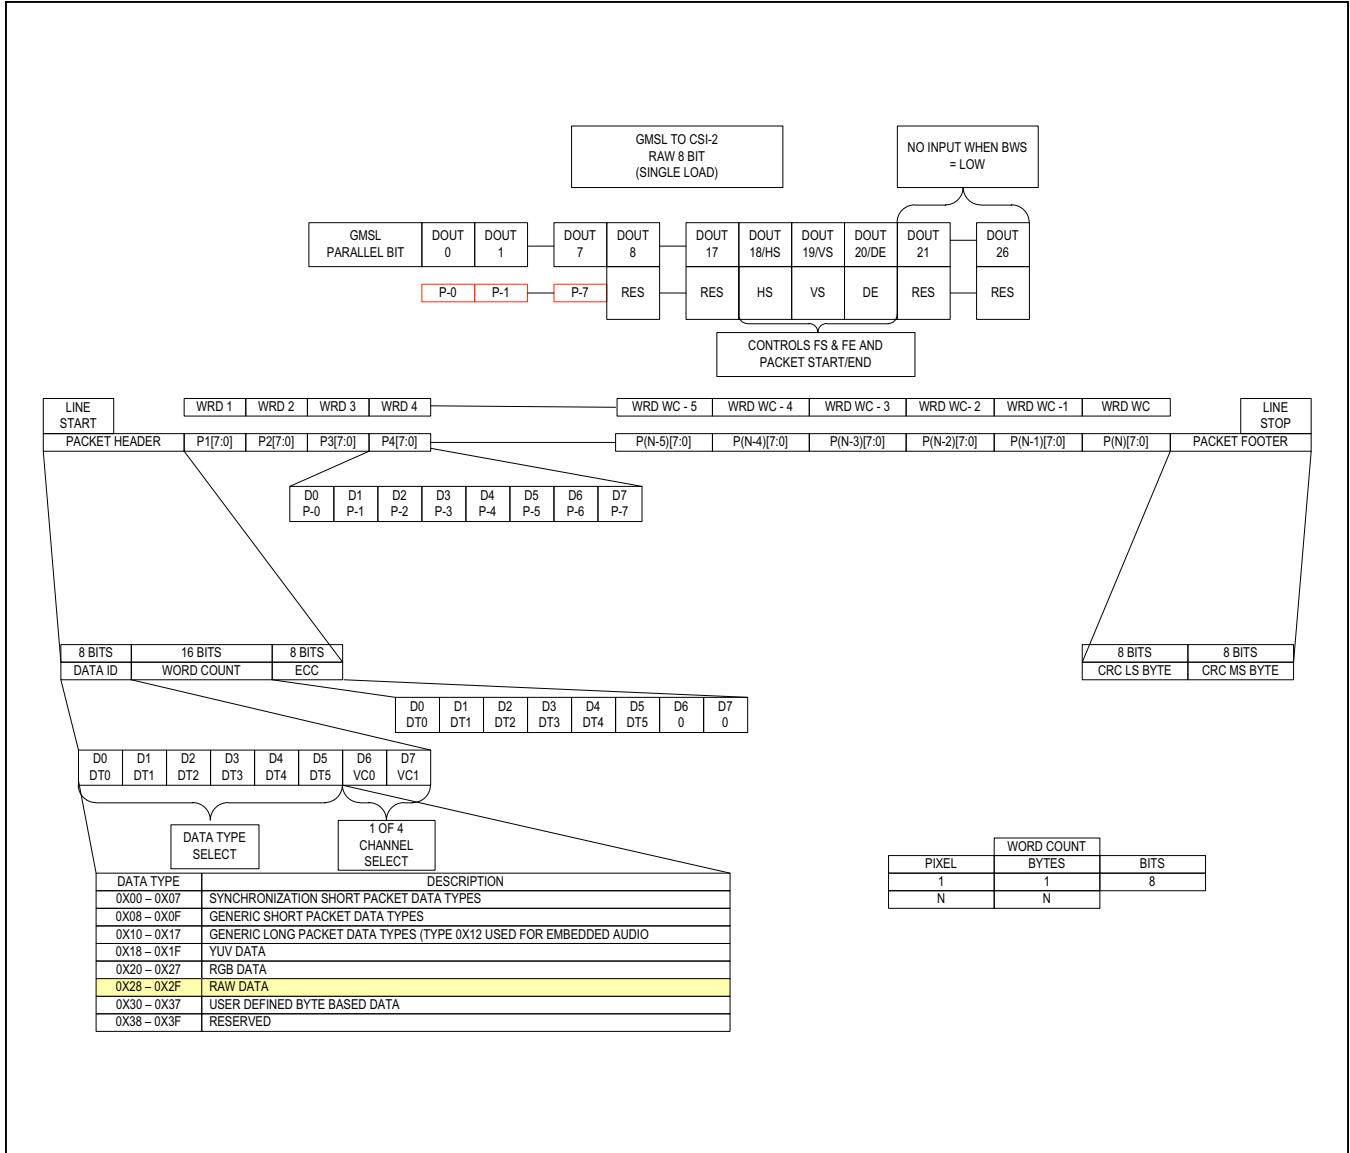 GMSL TO CSI-2
RAW 8 BIT
(SINGLE LOAD)
NO INPUT WHEN BWS
= LOW
GMSL
PARALLEL BIT
DOUT
0
DOUT
1
DOUT
7
DOUT
8
DOUT
17
DOUT
18/HS
DOUT
19/VS
DOUT
20/DE
DOUT
21
DOUT
26
P-0 P-1 P-7 RES RES HS VS DE RES RES
CONTROLS FS & FE AND
PACKET START/END
LINE
START
WRD 1 WRD 2 WRD 3 WRD 4 WRD WC - 5 WRD WC - 4 WRD WC - 3 WRD WC- 2 WRD WC -1 WRD WC
LINE
STOP
PACKET HEADER P1[7:0] P2[7:0] P3[7:0] P4[7:0] P(N-5)[7:0] P(N-4)[7:0] P(N-3)[7:0] P(N-2)[7:0] P(N-1)[7:0] P(N)[7:0] PACKET FOOTER
D0 D1 D2 D3 D4 D5 D6 D7
P-0 P-1 P-2 P-3 P-4 P-5 P-6 P-7
8 BITS 16 BITS 8 BITS
DATA ID WORD COUNT ECC
8 BITS 8 BITS
CRC LS BYTE CRC MS BYTE
D0 D1 D2 D3 D4 D5 D6 D7
DT0 DT1 DT2 DT3 DT4 DT5 0 0
D0 D1 D2 D3 D4 D5 D6 D7
DT0 DT1 DT2 DT3 DT4 DT5 VC0 VC1
DATA TYPE
SELECT
1 OF 4
CHANNEL
SELECT
DATA TYPE DESCRIPTION
0X00 – 0X07 SYNCHRONIZATION SHORT PACKET DATA TYPES
0X08 – 0X0F GENERIC SHORT PACKET DATA TYPES
0X10 – 0X17 GENERIC LONG PACKET DATA TYPES (TYPE 0X12 USED FOR EMBEDDED AUDIO
0X18 – 0X1F YUV DATA
0X20 – 0X27 RGB DATA
0X28 – 0X2F RAW DATA
0X30 – 0X37 USER DEFINED BYTE BASED DATA
0X38 – 0X3F RESERVED
WORD COUNT
PIXEL BYTES BITS
1 1 8
N N